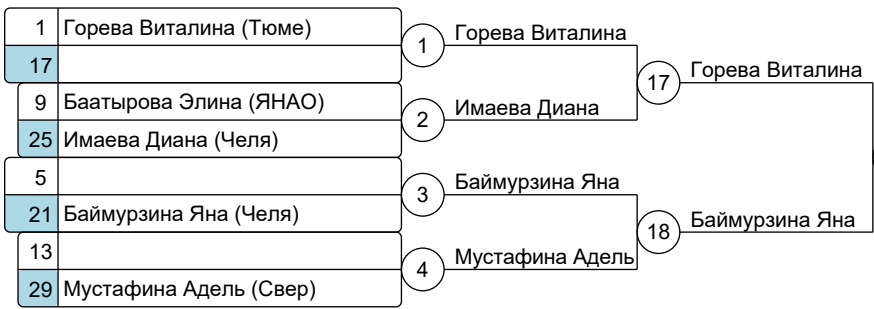 1 Горева Виталина (Тюме)
17
9 Баатырова Элина (ЯНАО)
25 Имаева Диана (Челя)
5
21 Баймурзина Яна (Челя)
13
29 Мустафина Адель (Свер)
1 Горева Виталина
2 Имаева Диана
3 Баймурзина Яна
4 Мустафина Адель
17 Горева Виталина
18 Баймурзина Яна